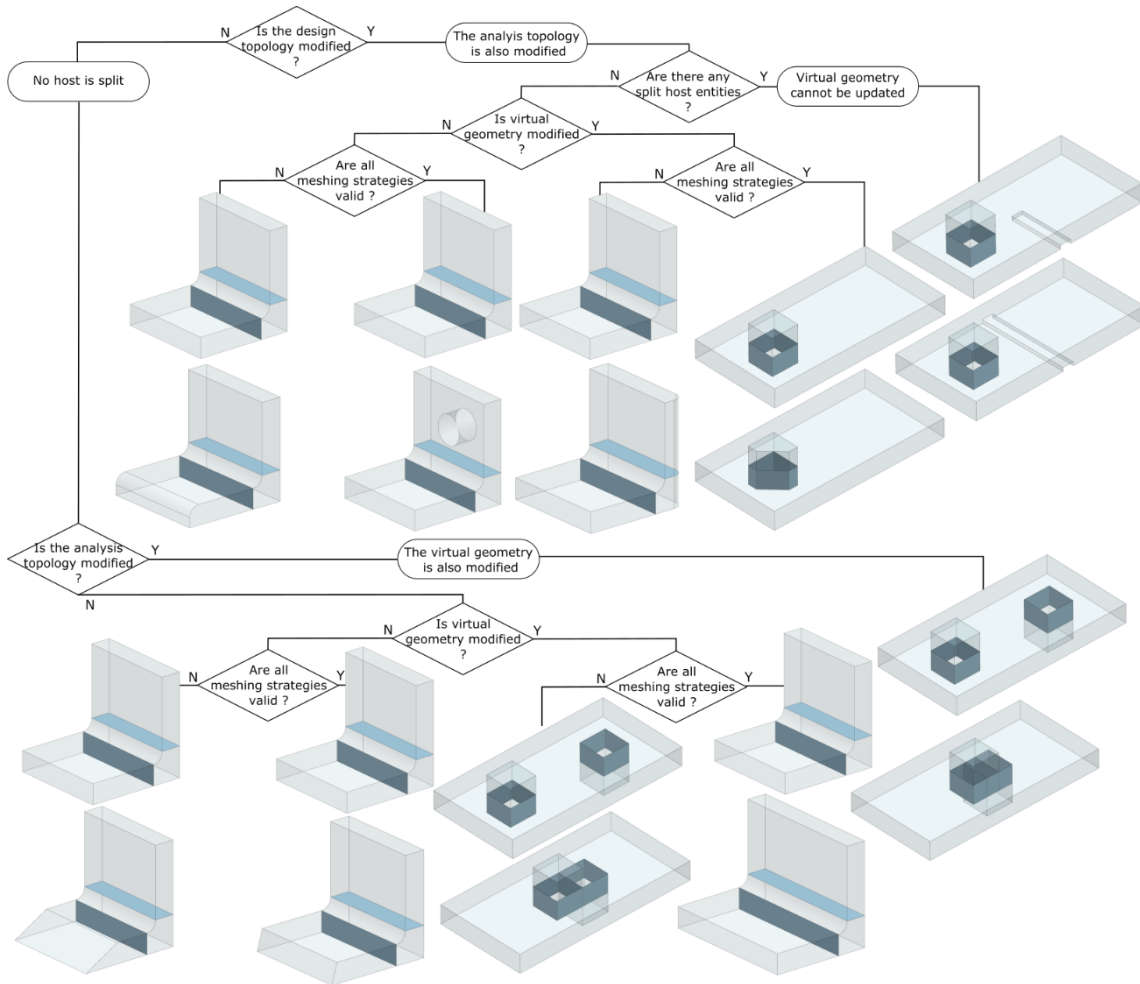 N
Is the design
topology modified
?
Y
The analyis topology
is also modified
No host is split
N
Are there any
split host entities
?
Y
Virtual geometry
cannot be updated
N
Is virtual
geometry modified
?
Y
N
Are all
meshing strategies
valid ?
Y
N
Are all
meshing strategies
valid ?
Y
Is the analysis
topology modified
?
Y
The virtual geometry
is also modified
N
N
Is virtual
geometry modified
?
Y
N
Are all
meshing strategies
valid ?
Y
N
Are all
meshing strategies
valid ?
Y